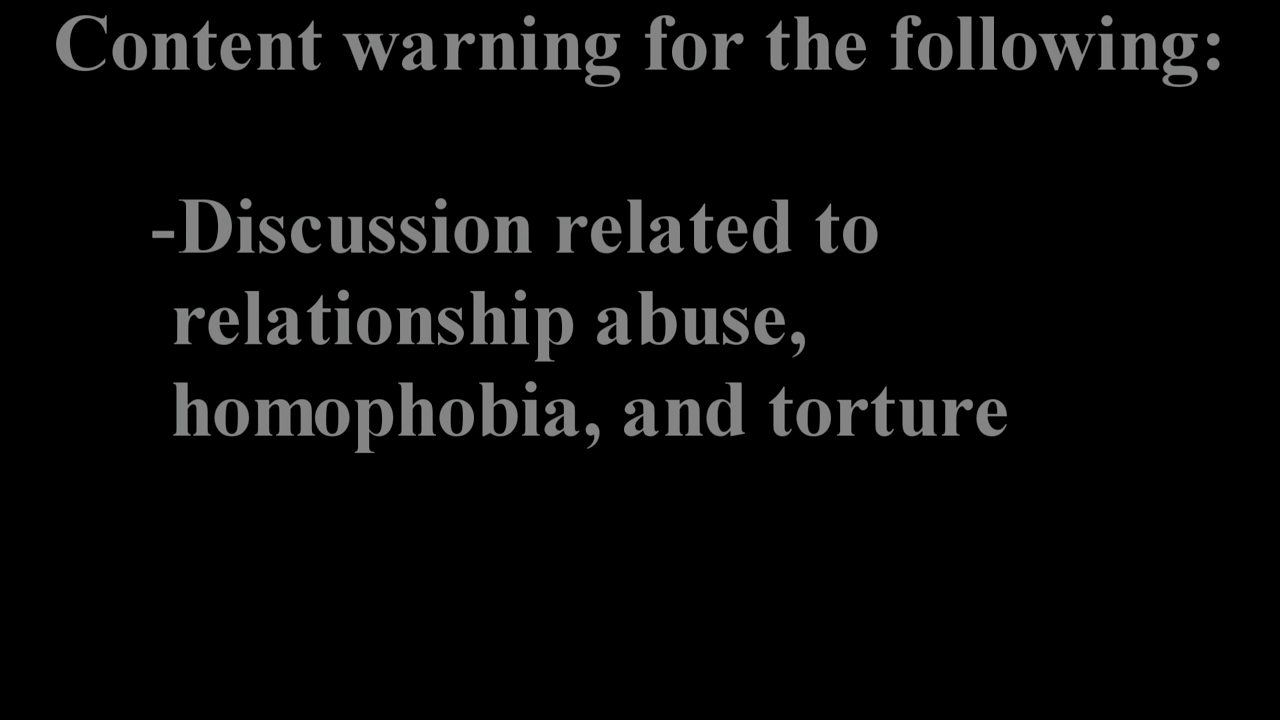 Content warning for the following:
-Discussion related to
relationship abuse,
homophobia, and torture